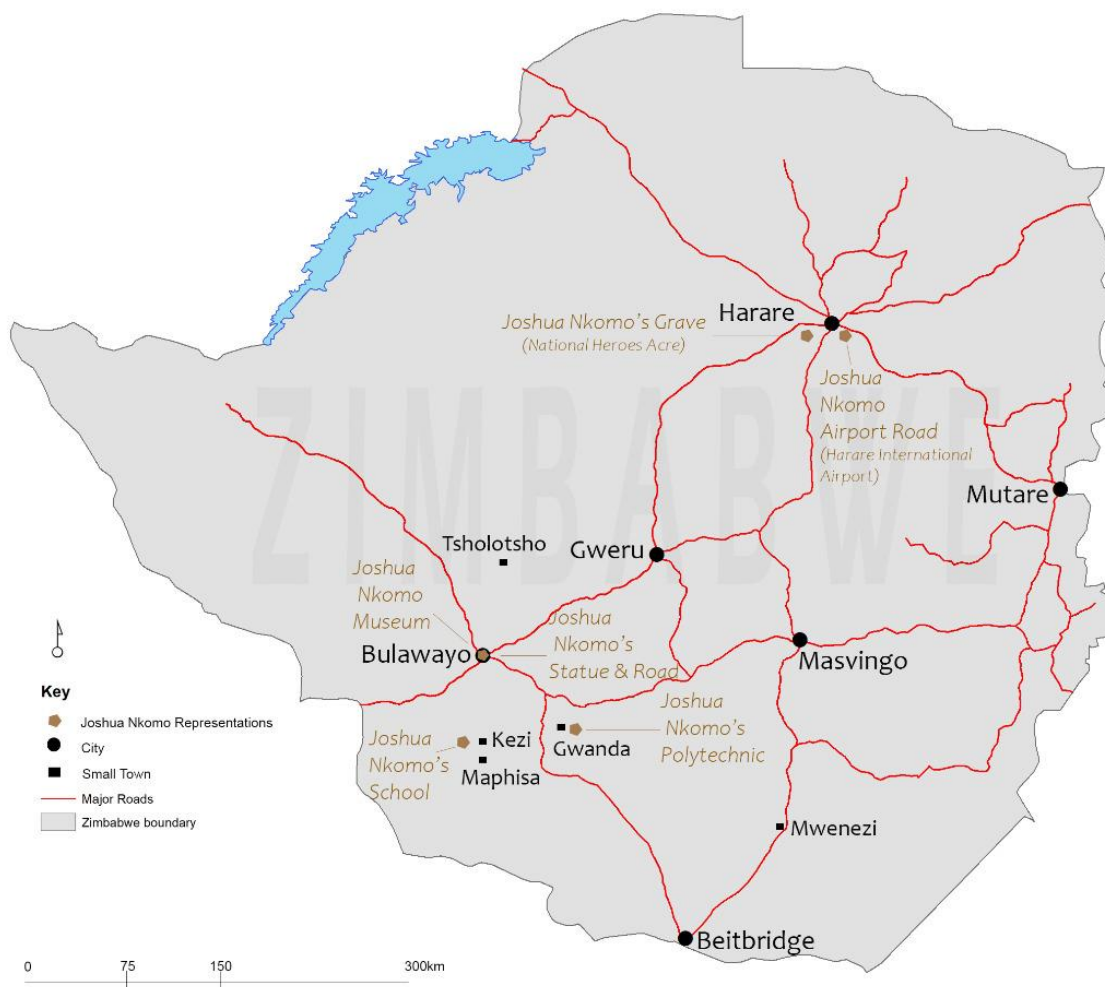 ZIMBABWE
Harare
Joshua Nkomo's Grave
(National Heroes Acre)
Joshua
Nkomo
Airport Road
(Harare International
Airport)
Mutare
Tsholotsho
Gweru
Joshua
Nkomo
Museum
Bulawayo
Joshua
Nkomo's
Statue & Road
Masvingo
Joshua
Nkomo's
School
Kezi
Maphisa
Gwanda
Joshua
Nkomo's
Polytechnic
Mwenezi
Beitbridge
Key
Joshua Nkomo Representations
City
Small Town
Major Roads
Zimbabwe boundary
0 75 150 300km